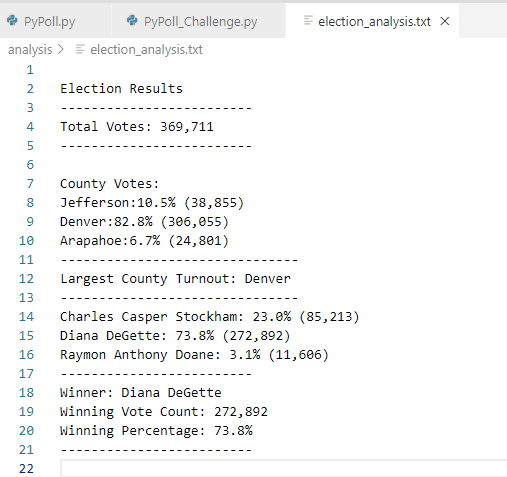 PyPoll.py PyPoll_Challenge.py election_analysis.txt
analysis > election_analysis.txt
1
2 Election Results
3 -------------------------
4 Total Votes: 369,711
5 -------------------------
6
7 County Votes:
8 Jefferson:10.5% (38,855)
9 Denver:82.8% (306,055)
10 Arapahoe:6.7% (24,801)
11 -------------------------------
12 Largest County Turnout: Denver
13 -------------------------------
14 Charles Casper Stockham: 23.0% (85,213)
15 Diana DeGette: 73.8% (272,892)
16 Raymon Anthony Doane: 3.1% (11,606)
17 -------------------------
18 Winner: Diana DeGette
19 Winning Vote Count: 272,892
20 Winning Percentage: 73.8%
21 -------------------------
22